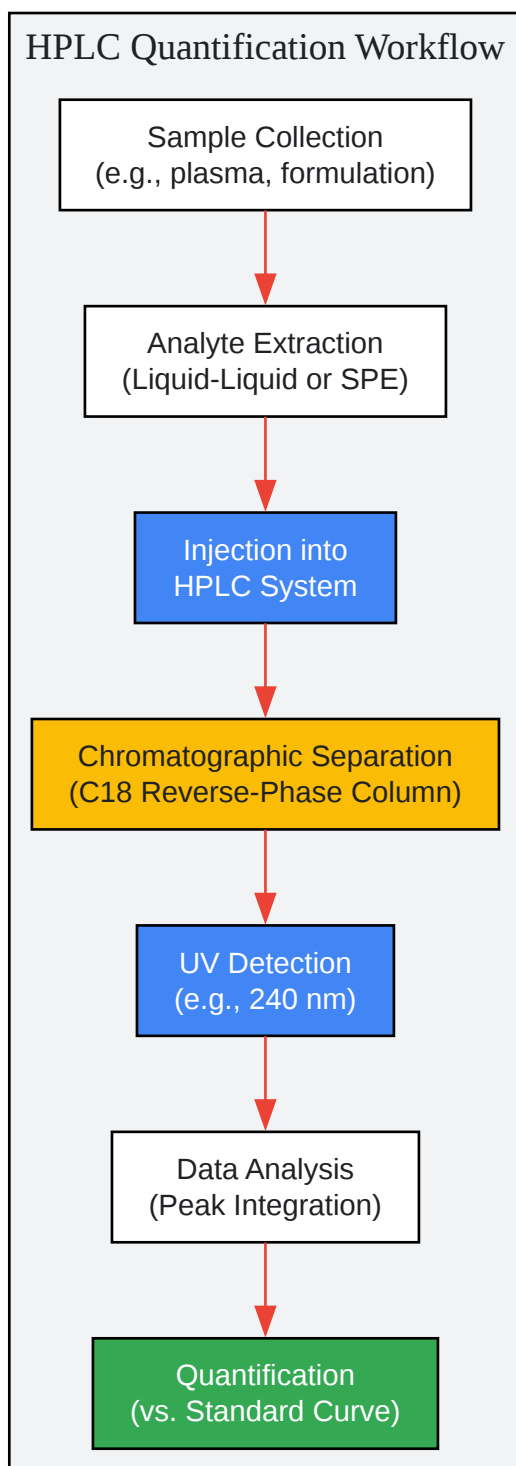 HPLC Quantification Workflow
Sample Collection
(e.g., plasma, formulation)
Analyte Extraction
(Liquid-Liquid or SPE)
Injection into
HPLC System
Chromatographic Separation
(C18 Reverse-Phase Column)
UV Detection
(e.g., 240 nm)
Data Analysis
(Peak Integration)
Quantification
(vs. Standard Curve)